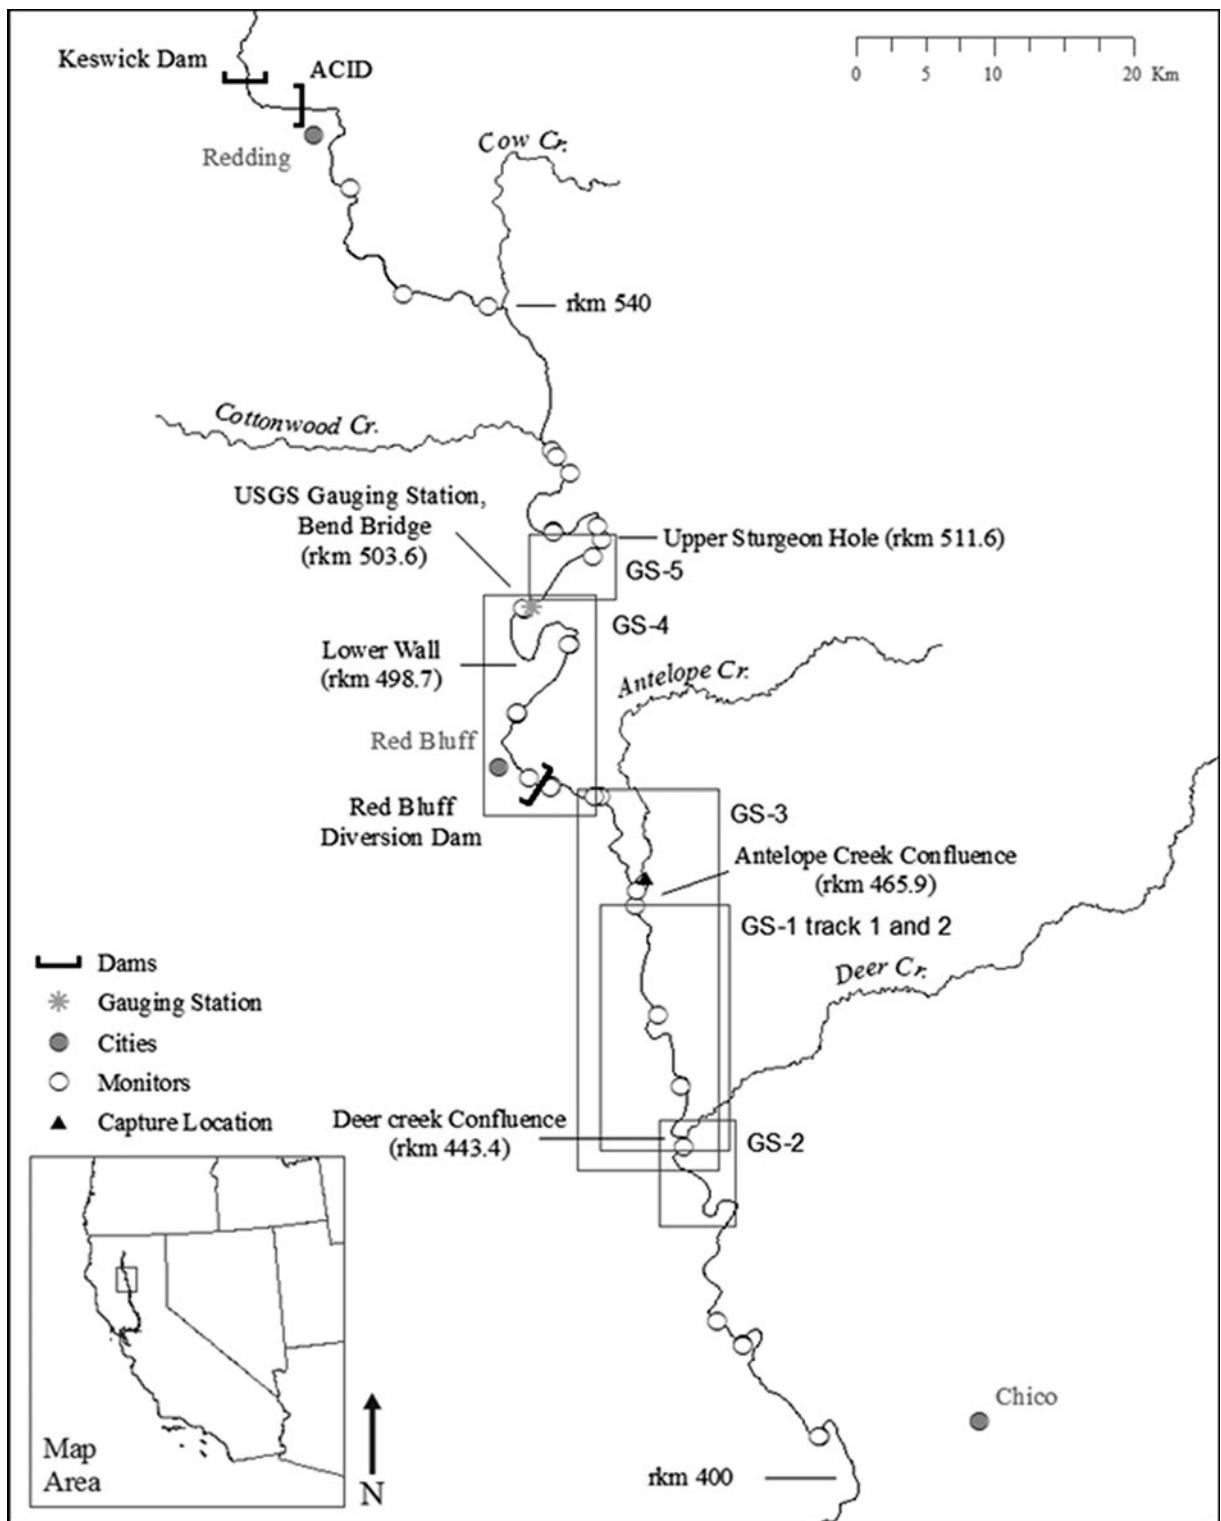 Keswick Dam
ACID
0 5 10 20 Km
Redding
Cow Cr.
rkm 540
Cottonwood Cr.
USGS Gauging Station,
Bend Bridge
(rkm 503.6)
Upper Sturgeon Hole (rkm 511.6)
GS-5
GS-4
Lower Wall
(rkm 498.7)
Antelope Cr.
Red Bluff
Red Bluff
Diversion Dam
GS-3
Antelope Creek Confluence
(rkm 465.9)
GS-1 track 1 and 2
Deer Cr.
Dams
Gauging Station
Cities
Monitors
Capture Location
Deer creek Confluence
(rkm 443.4)
GS-2
Chico
rkm 400
Map
Area
N